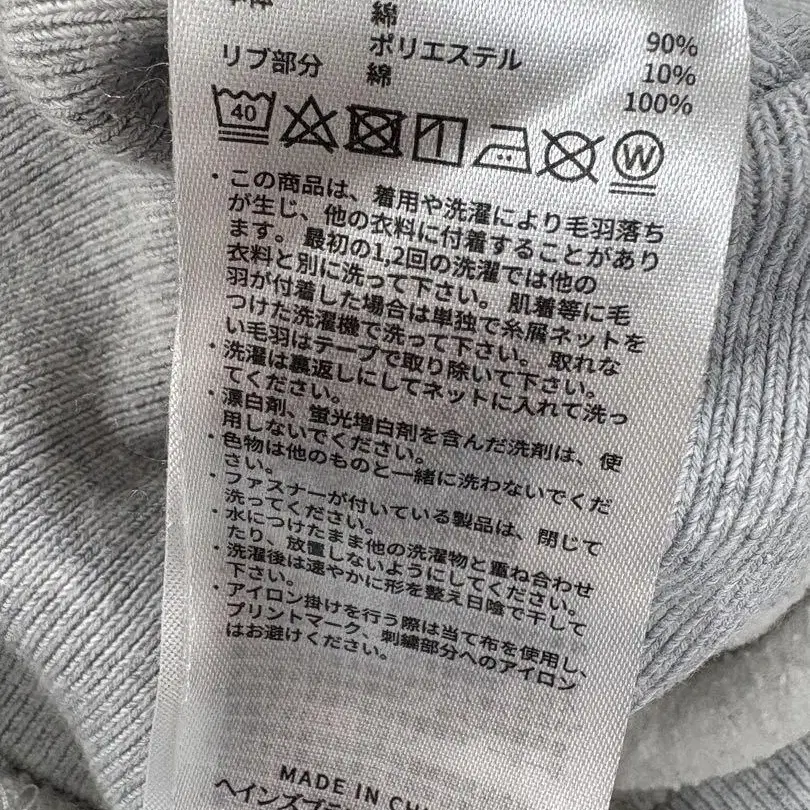 綿 90%
ポリエステル 10%
リブ部分 綿 100%
40 W
・この商品は、着用や洗濯により毛羽落ち
が生じ、他の衣料に付着することがあり
ます。最初の1,2回の洗濯では他の
衣料と別に洗って下さい。肌着等に毛
羽が付着した場合は単独で糸屑ネットを
つけた洗濯機で洗って下さい。取れな
い毛羽はテープで取り除いて下さい。
・洗濯は裏返しにしてネットに入れて洗っ
てください。
・漂白剤、蛍光増白剤を含んだ洗剤は、使
用しないでください。
・色物は他のものと一緒に洗わないでくだ
さい。
・ファスナーが付いている製品は、閉じて
洗ってください。
・水につけたまま他の洗濯物と重ね合わせ
たり、放置しないようにしてください。
・洗濯後は速やかに形を整え日陰で干して
下さい。
・アイロン掛けを行う際は当て布を使用し、
プリントマーク、刺繍部分へのアイロン
はお避けください。
MADE IN CHI
ヘインズブ